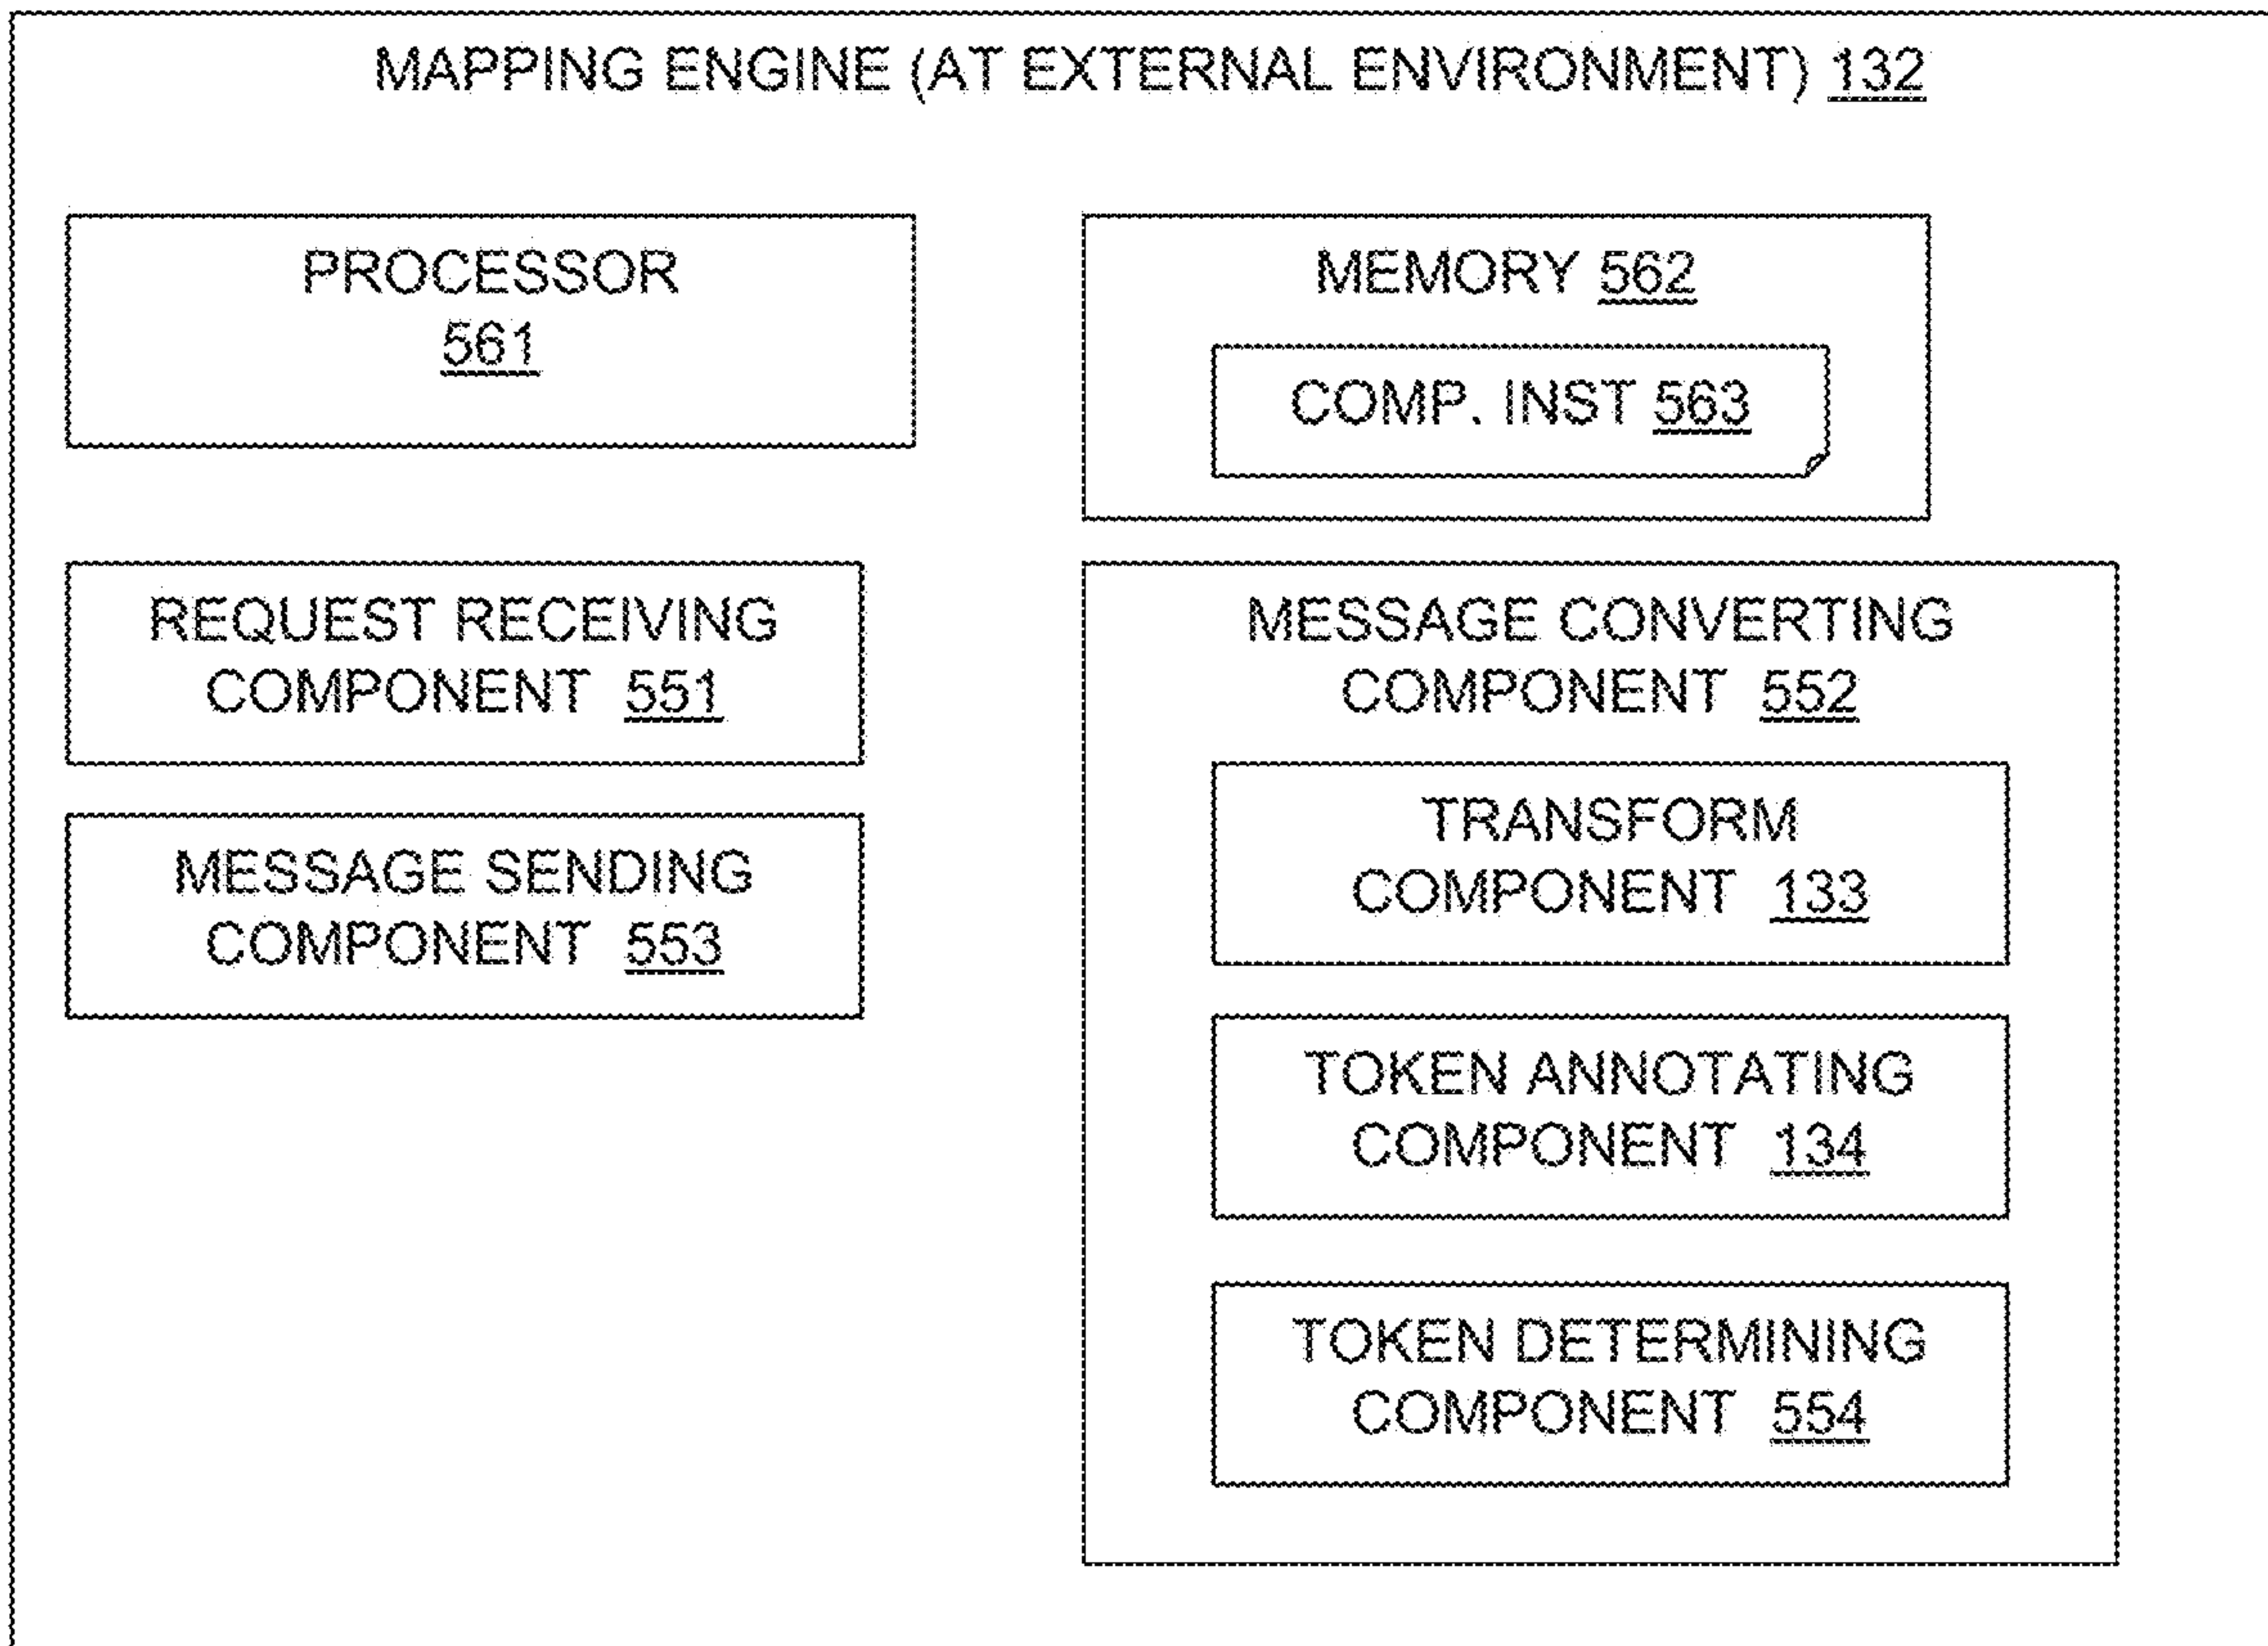 MAPPING ENGINE (AT EXTERNAL ENVIRONMENT) 132
PROCESSOR
561
MEMORY 562
COMP. INST 563
REQUEST RECEIVING
COMPONENT 551
MESSAGE SENDING
COMPONENT 553
MESSAGE CONVERTING
COMPONENT 552
TRANSFORM
COMPONENT 133
TOKEN ANNOTATING
COMPONENT 134
TOKEN DETERMINING
COMPONENT 554